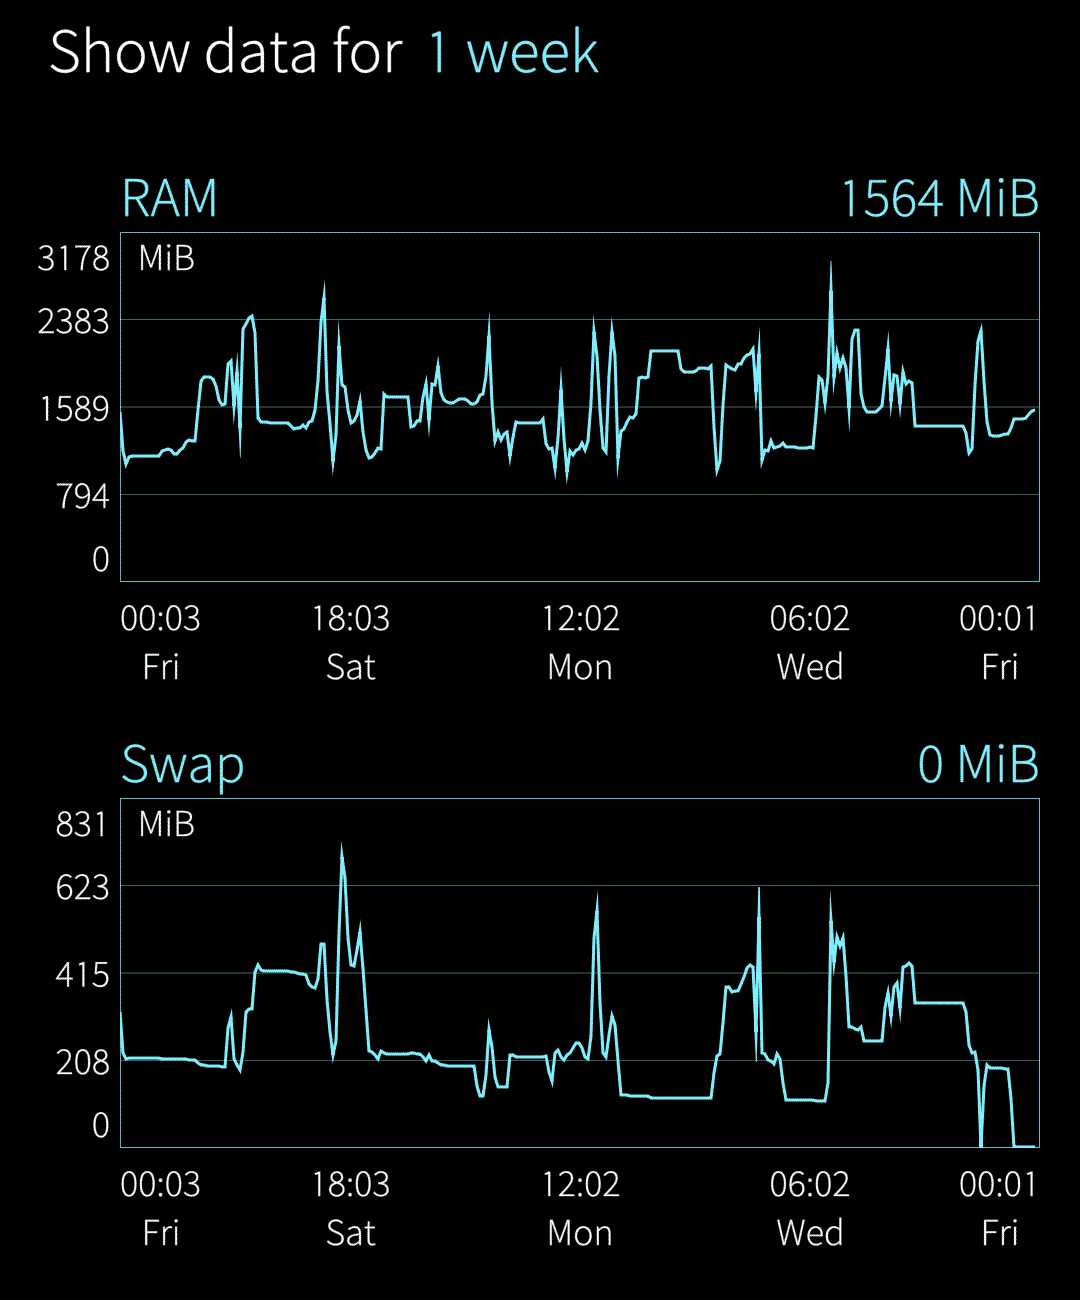 Show data for 1 week
RAM 1564 MiB
3178 MiB
2383
1589
794
0
00:03 18:03 12:02 06:02 00:01
Fri Sat Mon Wed Fri
Swap 0 MiB
831 MiB
623
415
208
0
00:03 18:03 12:02 06:02 00:01
Fri Sat Mon Wed Fri